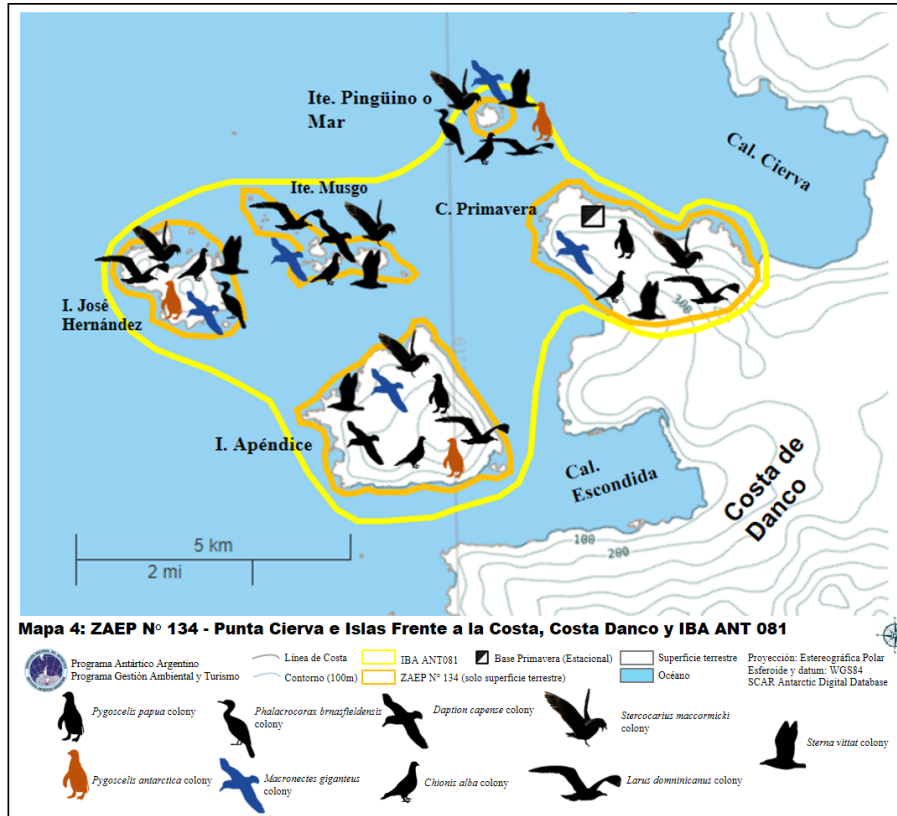 Ite. Pingüino o
Mar
Cal. Cierva
Ite. Musgo
C. Primavera
I. José
Hernández
300
I. Apéndice
Cal.
Escondida
Costa de
Danco
100
200
5 km
2 mi
Mapa 4: ZAEP Nº 134 - Punta Cierva e Islas Frente a la Costa, Costa Danco y IBA ANT 081
Programa Antártico Argentino
Programa Gestión Ambiental y Turismo
Línea de Costa
Contorno (100m)
IBA ANT081
ZAEP Nº 134 (solo superficie terrestre)
Base Primavera (Estacional)
Superficie terrestre
Océano
Proyección: Estereográfica Polar
Esferoide y datum: WGS84
SCAR Antarctic Digital Database
Pygoscelis papua colony
Phalacrocorax brnasfieldensis
colony
Daption capense colony
Stercocarius maccormicki
colony
Sterna vittat colony
Pygoscelis antarctica colony
Macronectes giganteus
colony
Chionis alba colony
Larus domninicanus colony